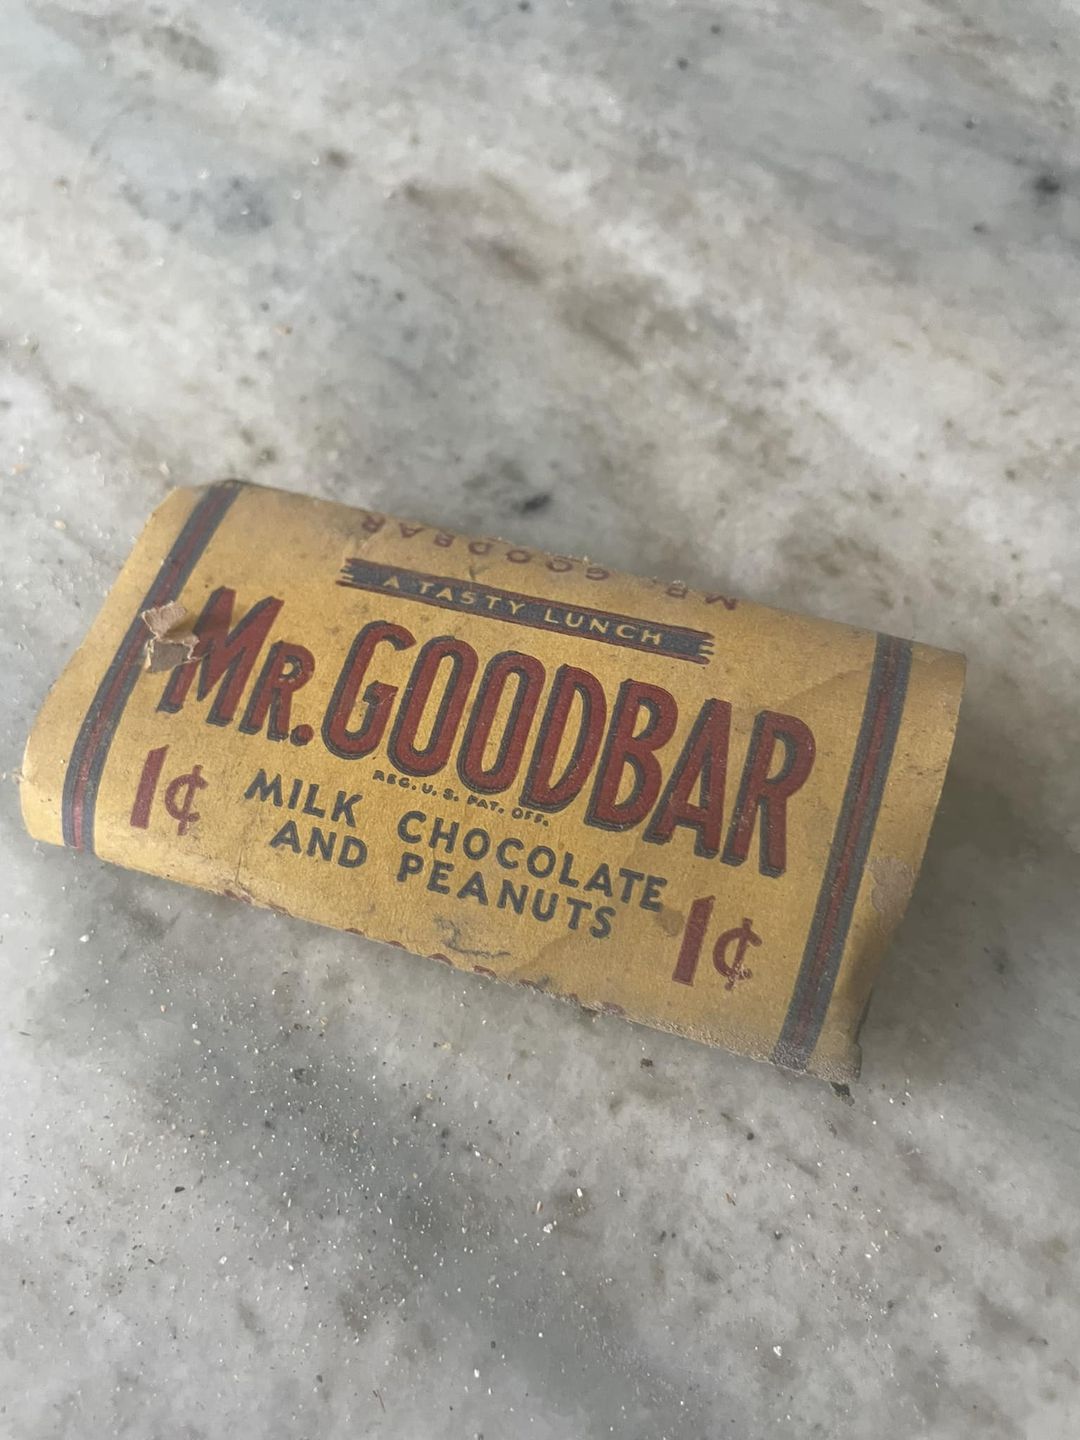 MR. GOODBAR
A TASTY LUNCH
MR. GOODBAR
REG. U. S. PAT. OFF.
1¢ MILK CHOCOLATE
AND PEANUTS 1¢